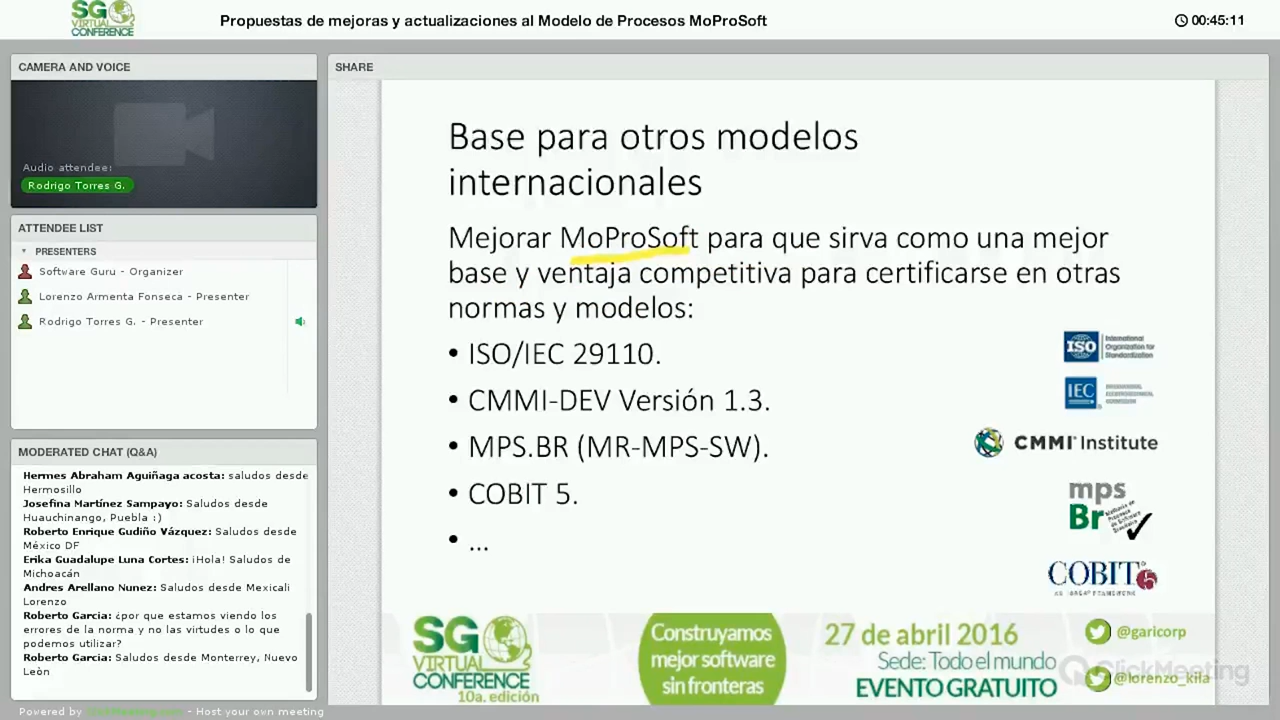 SG
VIRTUAL
CONFERENCE
Propuestas de mejoras y actualizaciones al Modelo de Procesos MoProSoft
00:45:11
CAMERA AND VOICE
Audio attendee:
Rodrigo Torres G.
ATTENDEE LIST
PRESENTERS
Software Guru - Organizer
Lorenzo Armenta Fonseca - Presenter
Rodrigo Torres G. - Presenter
MODERATED CHAT (Q&A)
Hermes Abraham Aguiñaga acosta: saludos desde
Hermosillo
Josefina Martínez Sampayo: Saludos desde
Huauchinango, Puebla :)
Roberto Enrique Gudiño Vázquez: Saludos desde
México DF
Erika Guadalupe Luna Cortes: ¡Hola! Saludos de
Michoacán
Andres Arellano Nunez: Saludos desde Mexicali
Lorenzo
Roberto Garcia: ¿por que estamos viendo los
errores de la norma y no las virtudes o lo que
podemos utilizar?
Roberto Garcia: Saludos desde Monterrey, Nuevo
Leòn
Powered by ClickMeeting.com - Host your own meeting
SHARE
Base para otros modelos
internacionales
Mejorar MoProSoft para que sirva como una mejor
base y ventaja competitiva para certificarse en otras
normas y modelos:
• ISO/IEC 29110.
• CMMI-DEV Versión 1.3.
• MPS.BR (MR-MPS-SW).
• COBIT 5.
• ...
ISO
International
Organization for
Standardization
IEC
CMMI Institute
mps
Br
COBIT 5
SG
VIRTUAL
CONFERENCE
10a. edición
Construyamos
mejor software
sin fronteras
27 de abril 2016
Sede: Todo el mundo
EVENTO GRATUITO
@garicorp
@lorenzo_kila
ClickMeeting